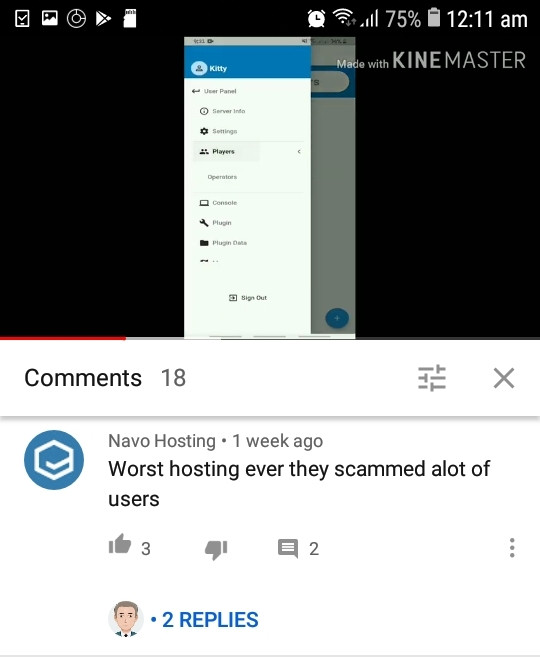 75% 12:11 am
Made with KINEMASTER
Kitty
User Panel
Server Info
Settings
Players
Operators
Console
Plugin
Plugin Data
Sign Out
Comments 18
Navo Hosting • 1 week ago
Worst hosting ever they scammed alot of
users
3
2
• 2 REPLIES